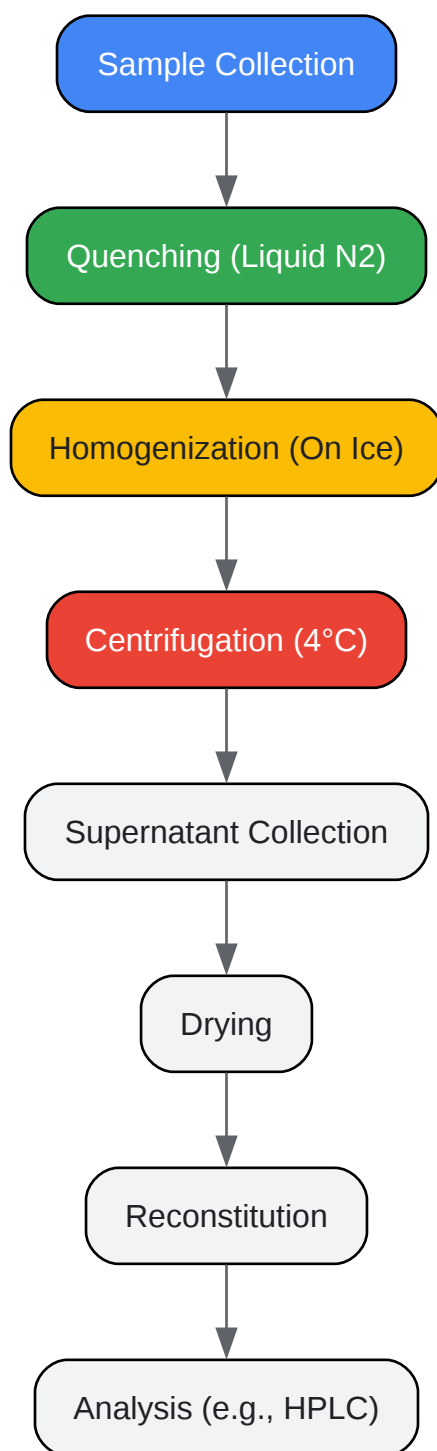 Sample Collection
Quenching (Liquid N2)
Homogenization (On Ice)
Centrifugation (4°C)
Supernatant Collection
Drying
Reconstitution
Analysis (e.g., HPLC)